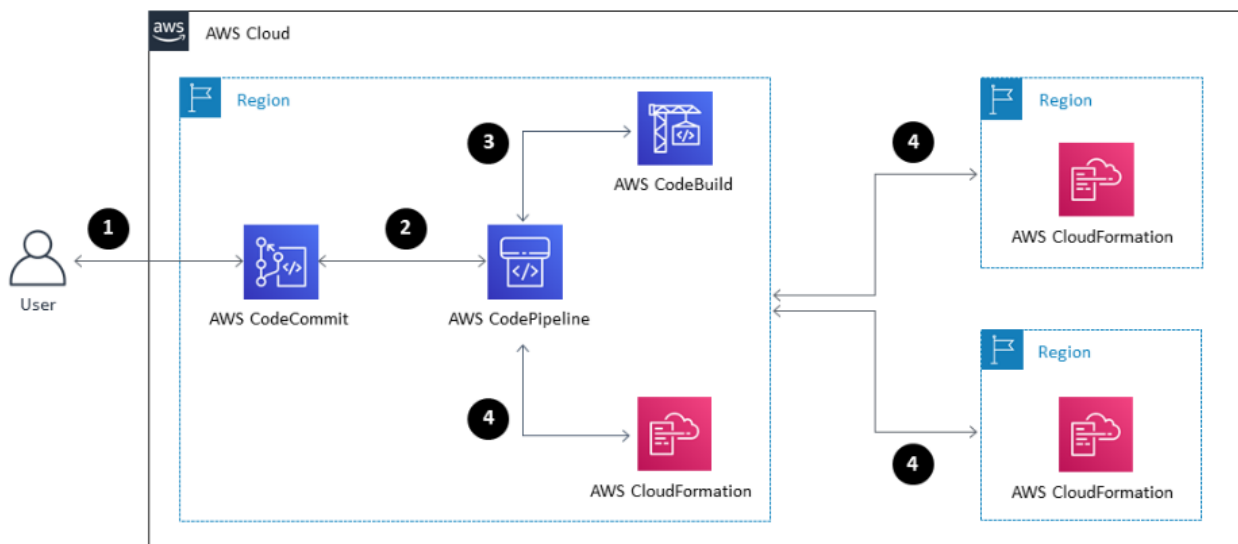 aws
AWS Cloud
Region
3
AWS CodeBuild
1
2
User
AWS CodeCommit
AWS CodePipeline
4
AWS CloudFormation
4
Region
AWS CloudFormation
Region
4
AWS CloudFormation